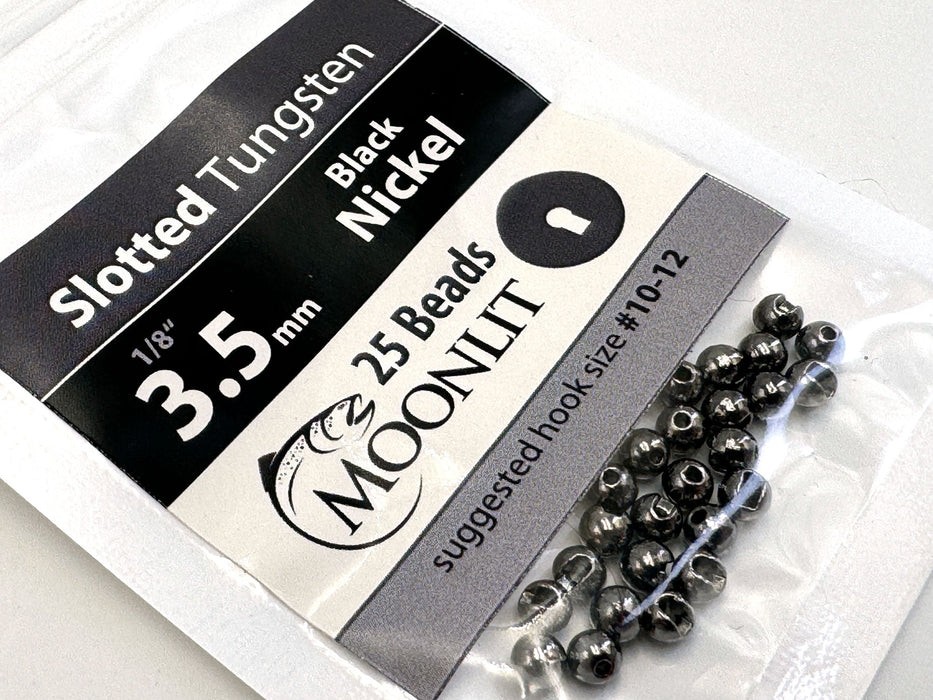 Slotted Tungsten
Black
Nickel
1/8"
3.5mm
25 Beads
MOONLIT
suggested hook size #10-12